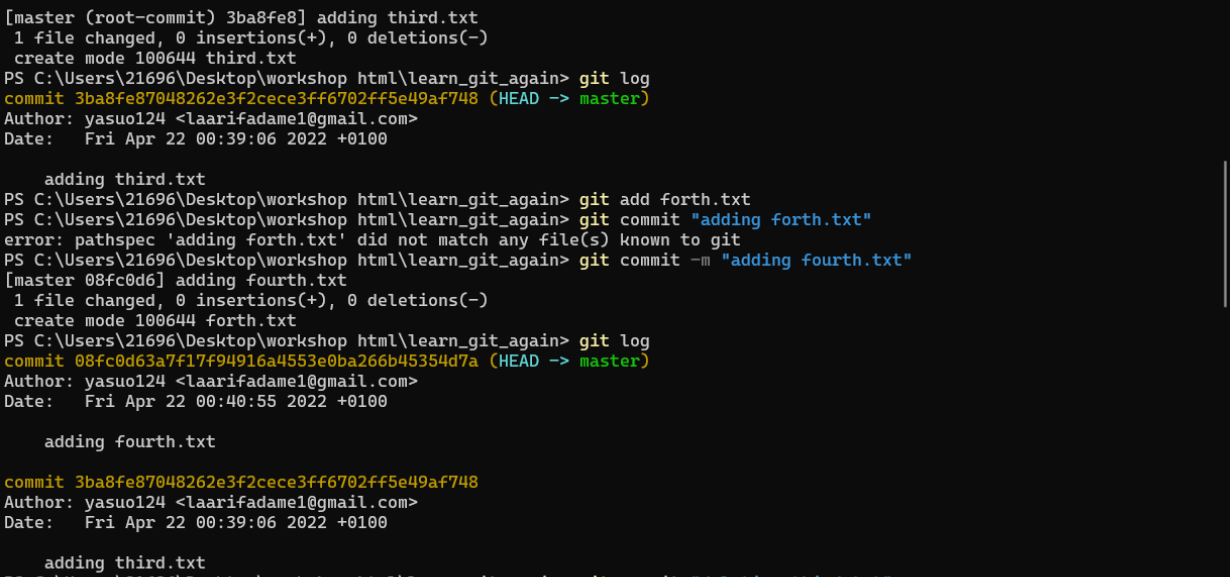 [master (root-commit) 3ba8fe8] adding third.txt
 1 file changed, 0 insertions(+), 0 deletions(-)
 create mode 100644 third.txt
PS C:\Users\21696\Desktop\workshop html\learn_git_again> git log
commit 3ba8fe87048262e3f2cece3ff6702ff5e49af748 (HEAD -> master)
Author: yasuo124 <laarifadame1@gmail.com>
Date:   Fri Apr 22 00:39:06 2022 +0100

    adding third.txt
PS C:\Users\21696\Desktop\workshop html\learn_git_again> git add forth.txt
PS C:\Users\21696\Desktop\workshop html\learn_git_again> git commit "adding forth.txt"
error: pathspec 'adding forth.txt' did not match any file(s) known to git
PS C:\Users\21696\Desktop\workshop html\learn_git_again> git commit -m "adding fourth.txt"
[master 08fc0d6] adding fourth.txt
 1 file changed, 0 insertions(+), 0 deletions(-)
 create mode 100644 forth.txt
PS C:\Users\21696\Desktop\workshop html\learn_git_again> git log
commit 08fc0d63a7f17f94916a4553e0ba266b45354d7a (HEAD -> master)
Author: yasuo124 <laarifadame1@gmail.com>
Date:   Fri Apr 22 00:40:55 2022 +0100

    adding fourth.txt

commit 3ba8fe87048262e3f2cece3ff6702ff5e49af748
Author: yasuo124 <laarifadame1@gmail.com>
Date:   Fri Apr 22 00:39:06 2022 +0100

    adding third.txt